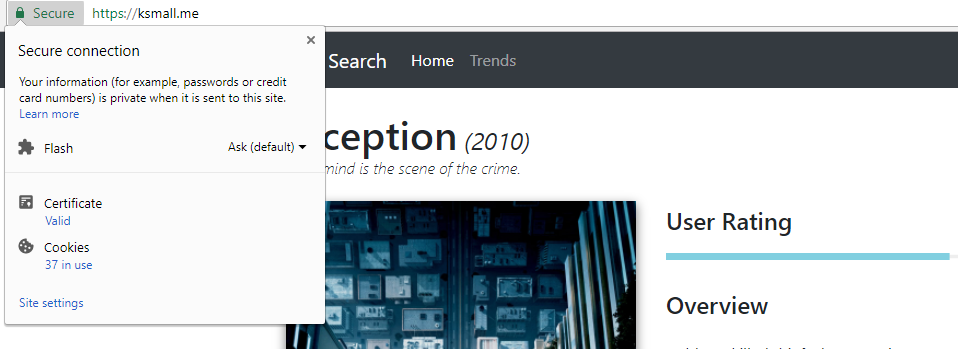 Secure https://ksmall.me
Secure connection
Your information (for example, passwords or credit
card numbers) is private when it is sent to this site.
Learn more
Flash Ask (default)
Certificate
Valid
Cookies
37 in use
Site settings
Search Home Trends
ception (2010)
mind is the scene of the crime.
User Rating
Overview